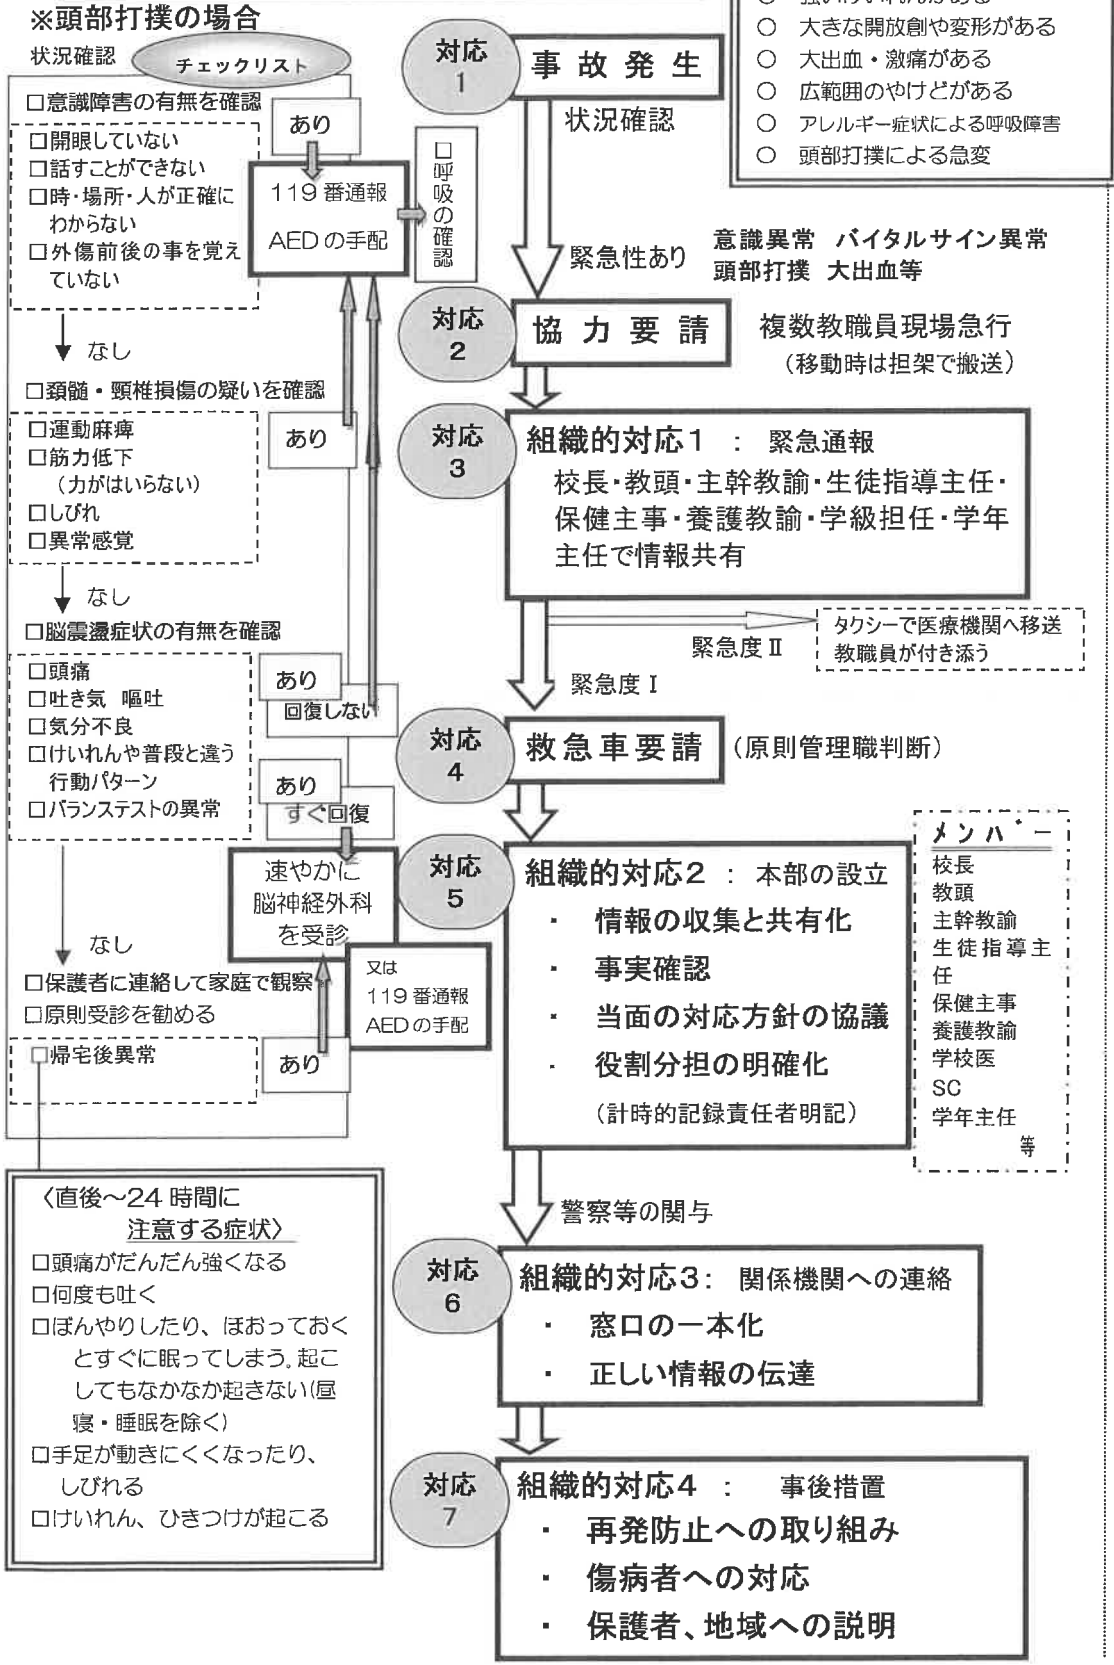 ※頭部打撲の場合
状況確認
チェックリスト
□意識障害の有無を確認
□開眼していない
□話すことができない
□時・場所・人が正確に
わからない
□外傷前後の事を覚え
ていない
あり
119番通報
AEDの手配
□呼吸の確認
なし
□頚髄・頸椎損傷の疑いを確認
□運動麻痺
□筋力低下
（力がはいらない）
□しびれ
□異常感覚
あり
なし
□脳震盪症状の有無を確認
□頭痛
□吐き気 嘔吐
□気分不良
□けいれんや普段と違う
行動パターン
□バランステストの異常
あり
回復しない
あり
すぐ回復
速やかに
脳神経外科
を受診
又は
119番通報
AEDの手配
なし
□保護者に連絡して家庭で観察
□原則受診を勧める
□帰宅後異常
あり
〈直後～24時間に
注意する症状〉
□頭痛がだんだん強くなる
□何度も吐く
□ぼんやりしたり、ほおっておく
とすぐに眠ってしまう。起こ
してもなかなか起きない(昼
寝・睡眠を除く)
□手足が動きにくくなったり、
しびれる
□けいれん、ひきつけが起こる
対応
1
事故発生
状況確認
○ 大きな開放創や変形がある
○ 大出血・激痛がある
○ 広範囲のやけどがある
○ アレルギー症状による呼吸障害
○ 頭部打撲による急変
緊急性あり
意識異常 バイタルサイン異常
頭部打撲 大出血等
対応
2
協力要請
複数教職員現場急行
（移動時は担架で搬送）
対応
3
組織的対応1 : 緊急通報
校長・教頭・主幹教諭・生徒指導主任・
保健主事・養護教諭・学級担任・学年
主任で情報共有
緊急度Ⅱ
タクシーで医療機関へ移送
教職員が付き添う
緊急度Ⅰ
対応
4
救急車要請
（原則管理職判断）
対応
5
組織的対応2 : 本部の設立
・ 情報の収集と共有化
・ 事実確認
・ 当面の対応方針の協議
・ 役割分担の明確化
（計時的記録責任者明記）
メンバー
校長
教頭
主幹教諭
生徒指導主
任
保健主事
養護教諭
学校医
SC
学年主任
等
警察等の関与
対応
6
組織的対応3: 関係機関への連絡
・ 窓口の一本化
・ 正しい情報の伝達
対応
7
組織的対応4 : 事後措置
・ 再発防止への取り組み
・ 傷病者への対応
・ 保護者、地域への説明